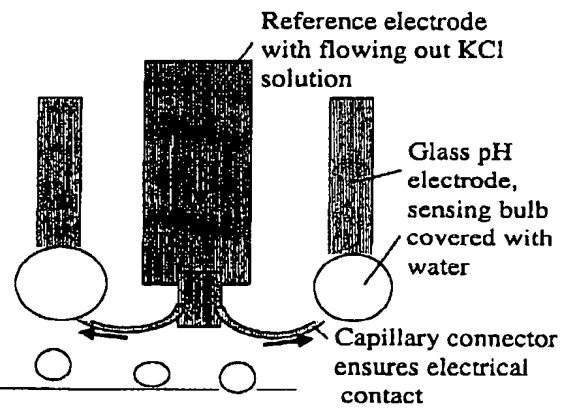 Reference electrode
with flowing out KCl
solution
Glass pH
electrode,
sensing bulb
covered with
water
Capillary connector
ensures electrical
contact